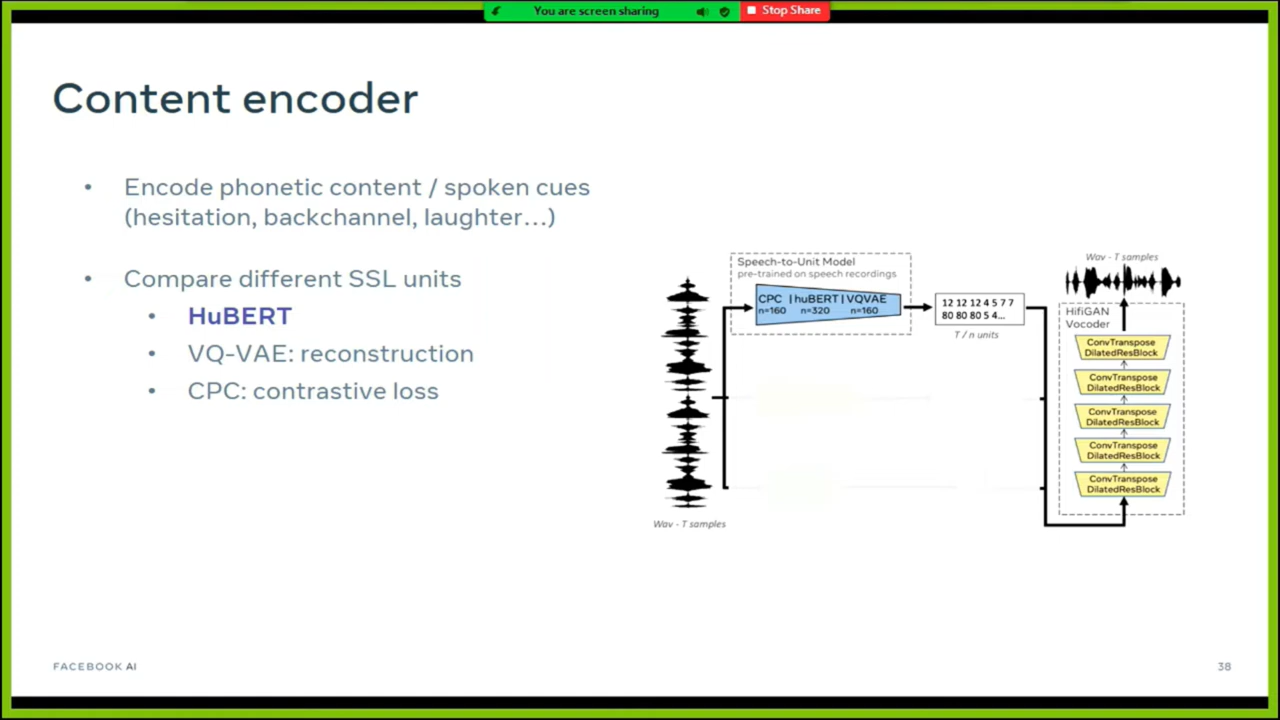 You are screen sharing
Stop Share
Content encoder
• Encode phonetic content / spoken cues
(hesitation, backchannel, laughter...)
• Compare different SSL units
• HuBERT
• VQ-VAE: reconstruction
• CPC: contrastive loss
Speech-to-Unit Model
pre-trained on speech recordings
CPC | huBERT | VQVAE
n=160 n=320 n=160
12 12 12 4 5 7 7
80 80 80 5 4...
T / n units
Wav - T samples
Wav - T samples
HifiGAN
Vocoder
ConvTranspose
DilatedResBlock
ConvTranspose
DilatedResBlock
ConvTranspose
DilatedResBlock
ConvTranspose
DilatedResBlock
ConvTranspose
DilatedResBlock
FACEBOOK AI
38